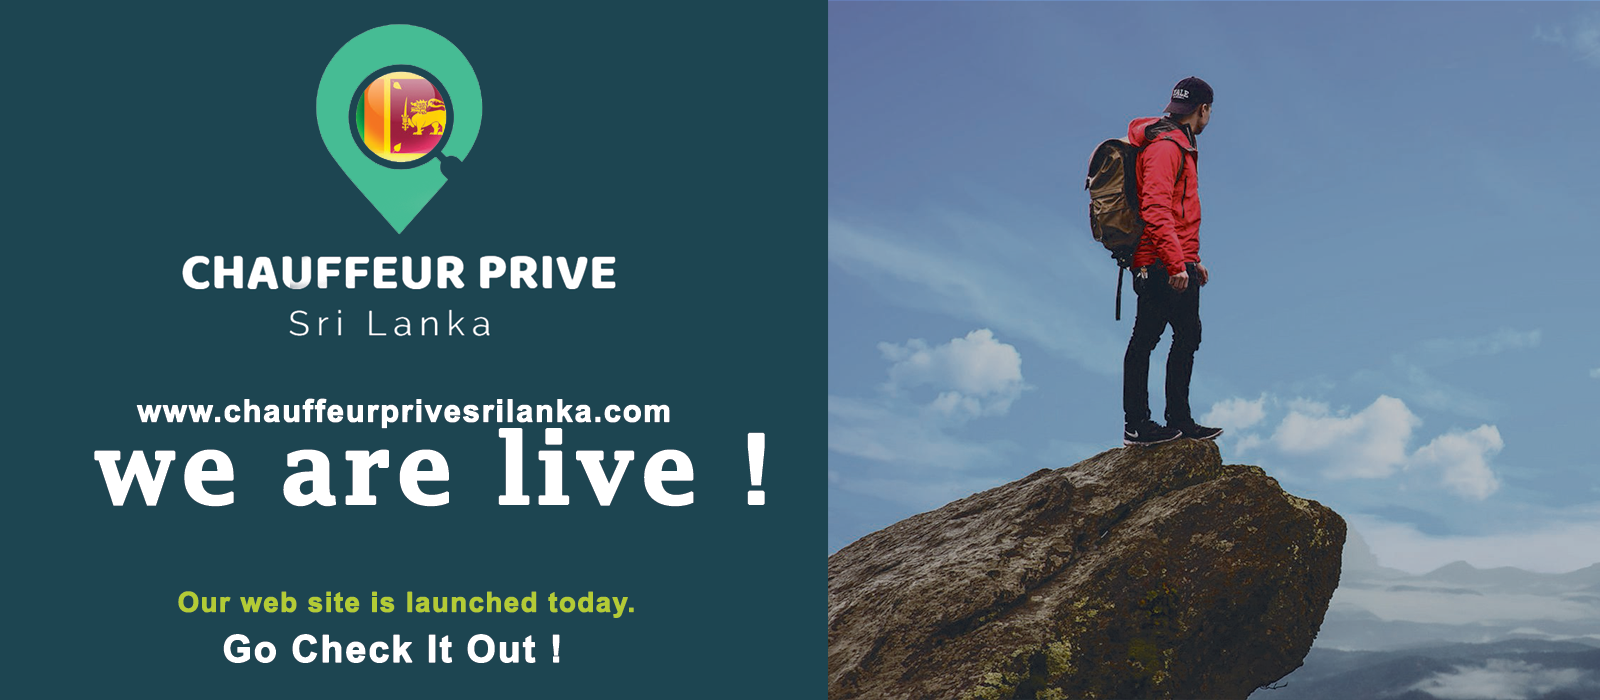 CHAUFFEUR PRIVE
Sri Lanka
www.chauffeurprivesrilanka.com
we are live !
Our web site is launched today.
Go Check It Out !
YALE